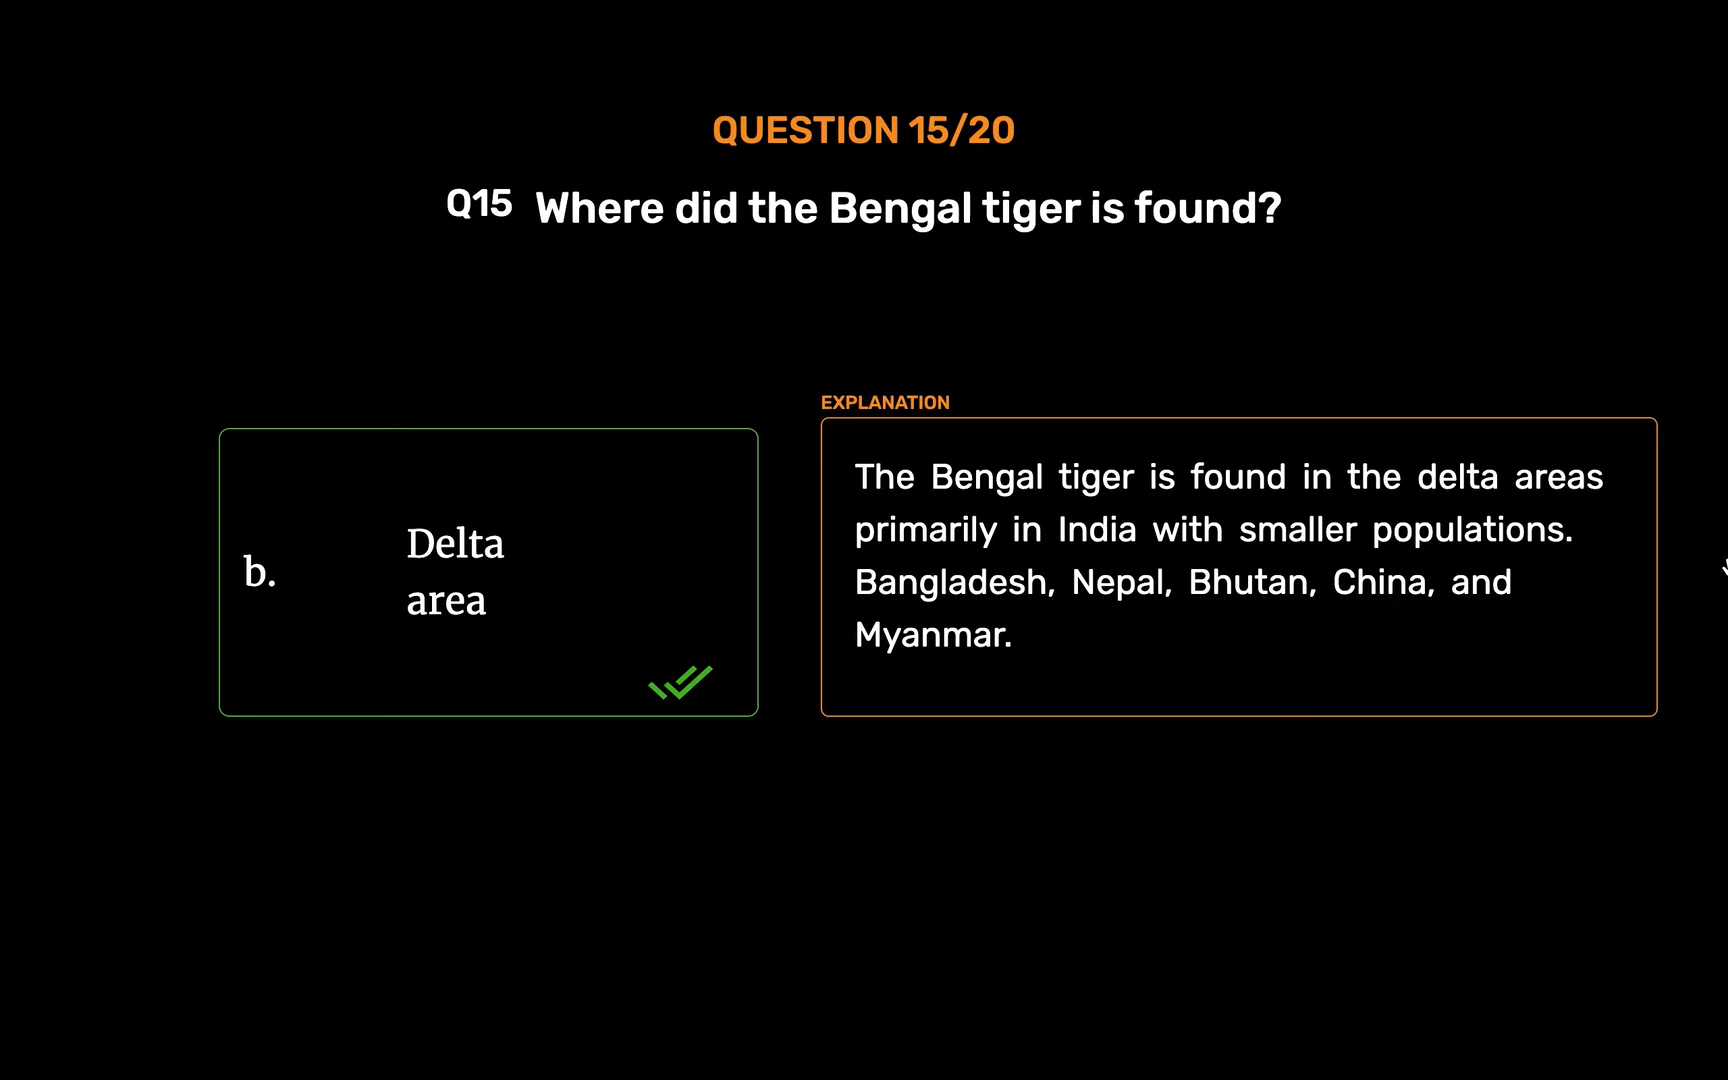 QUESTION 15/20
Q15 Where did the Bengal tiger is found?
b.
Delta
area
EXPLANATION
The Bengal tiger is found in the delta areas
primarily in India with smaller populations.
Bangladesh, Nepal, Bhutan, China, and
Myanmar.